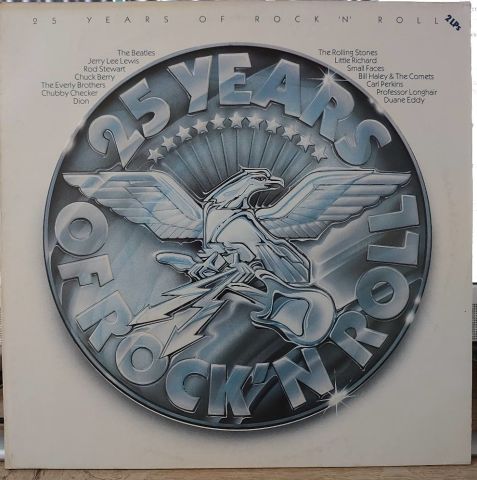 25 YEARS OF ROCK 'N' ROLL
2 LPs
The Beatles
Jerry Lee Lewis
Rod Stewart
Chuck Berry
The Everly Brothers
Chubby Checker
Dion
The Rolling Stones
Little Richard
Small Faces
Bill Haley & The Comets
Carl Perkins
Professor Longhair
Duane Eddy
25 YEARS
OF ROCK 'N ROLL